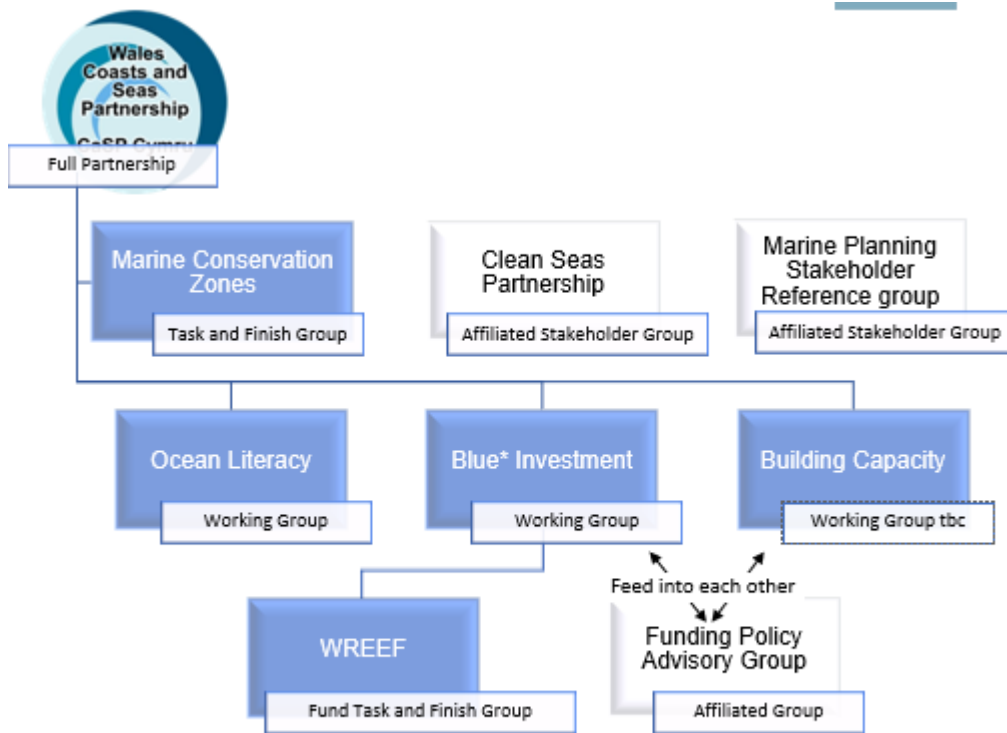 Wales
Coasts and
Seas
Partnership
CaSP Cymru
Full Partnership
Marine Conservation
Zones
Task and Finish Group
Clean Seas
Partnership
Affiliated Stakeholder Group
Marine Planning
Stakeholder
Reference group
Affiliated Stakeholder Group
Ocean Literacy
Working Group
Blue* Investment
Working Group
Building Capacity
Working Group tbc
Feed into each other
WREEF
Fund Task and Finish Group
Funding Policy
Advisory Group
Affiliated Group